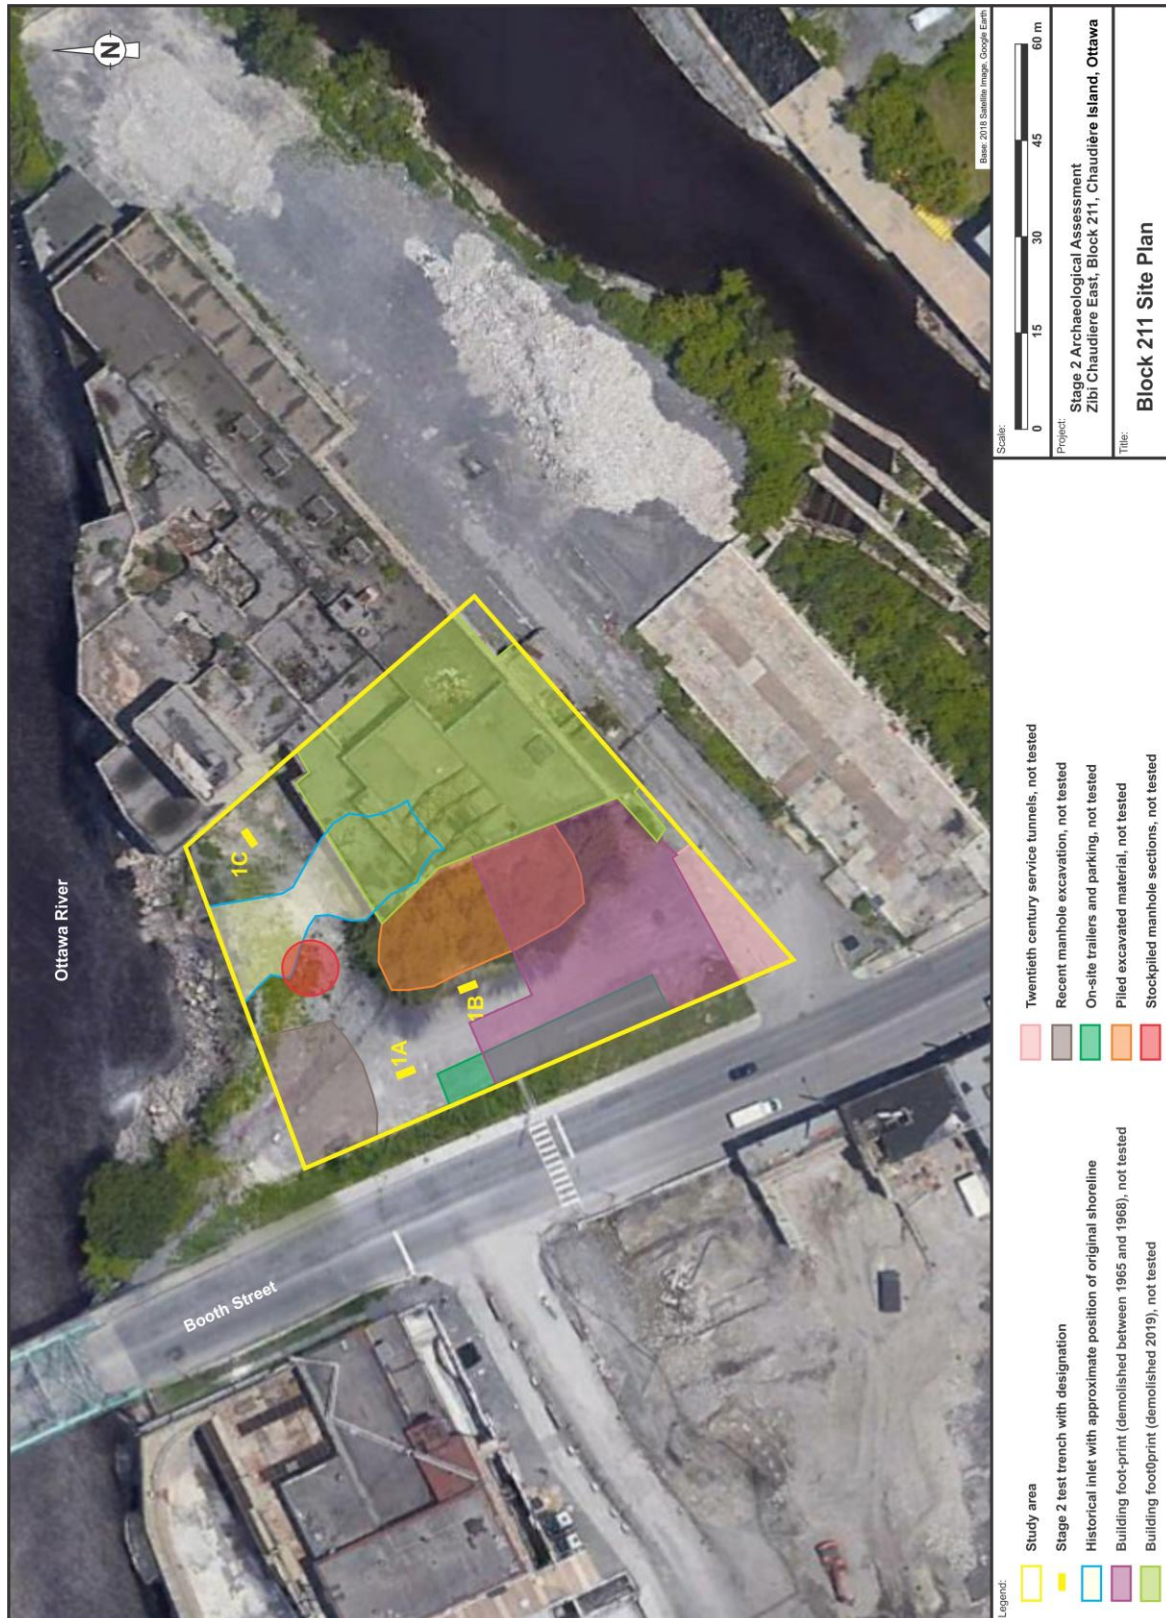 N
Ottawa River
1C
1B
1A
Booth Street
Base: 2018 Satellite Image, Google Earth
Legend:
Study area
Stage 2 test trench with designation
Historical inlet with approximate position of original shoreline
Building foot-print (demolished between 1965 and 1968), not tested
Building foot0print (demolished 2019), not tested
Twentieth century service tunnels, not tested
Recent manhole excavation, not tested
On-site trailers and parking, not tested
Piled excavated material, not tested
Stockpiled manhole sections, not tested
Scale:
0 15 30 45 60 m
Project:
Stage 2 Archaeological Assessment
Zibi Chaudiere East, Block 211, Chaudière Island, Ottawa
Title:
Block 211 Site Plan